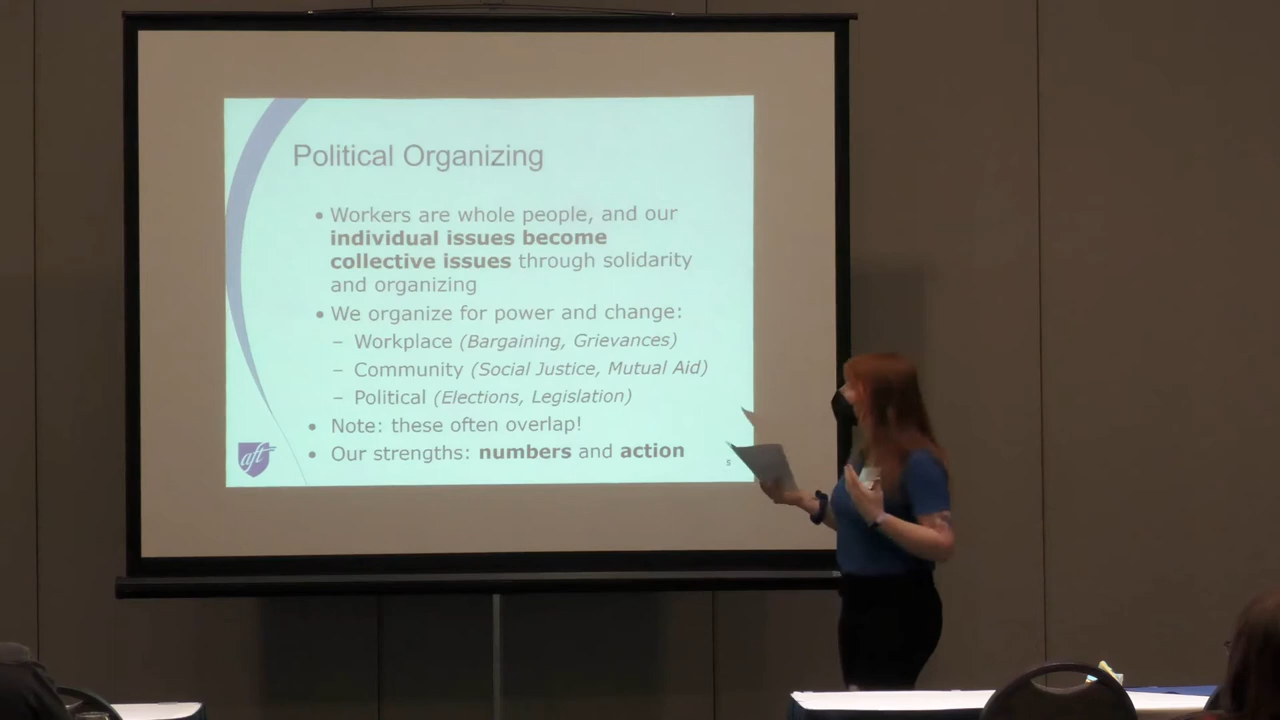 Political Organizing
• Workers are whole people, and our
individual issues become
collective issues through solidarity
and organizing
• We organize for power and change:
– Workplace (Bargaining, Grievances)
– Community (Social Justice, Mutual Aid)
– Political (Elections, Legislation)
• Note: these often overlap!
• Our strengths: numbers and action
aft
5